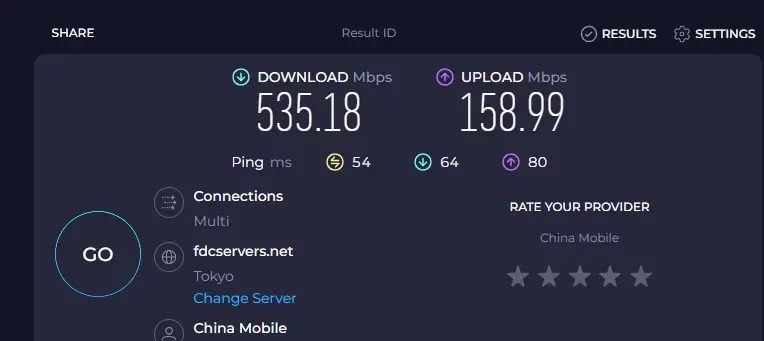 SHARE Result ID RESULTS SETTINGS
DOWNLOAD Mbps UPLOAD Mbps
535.18 158.99
Ping ms 54 64 80
Connections
Multi
RATE YOUR PROVIDER
China Mobile
GO
fdcservers.net
Tokyo
Change Server
China Mobile